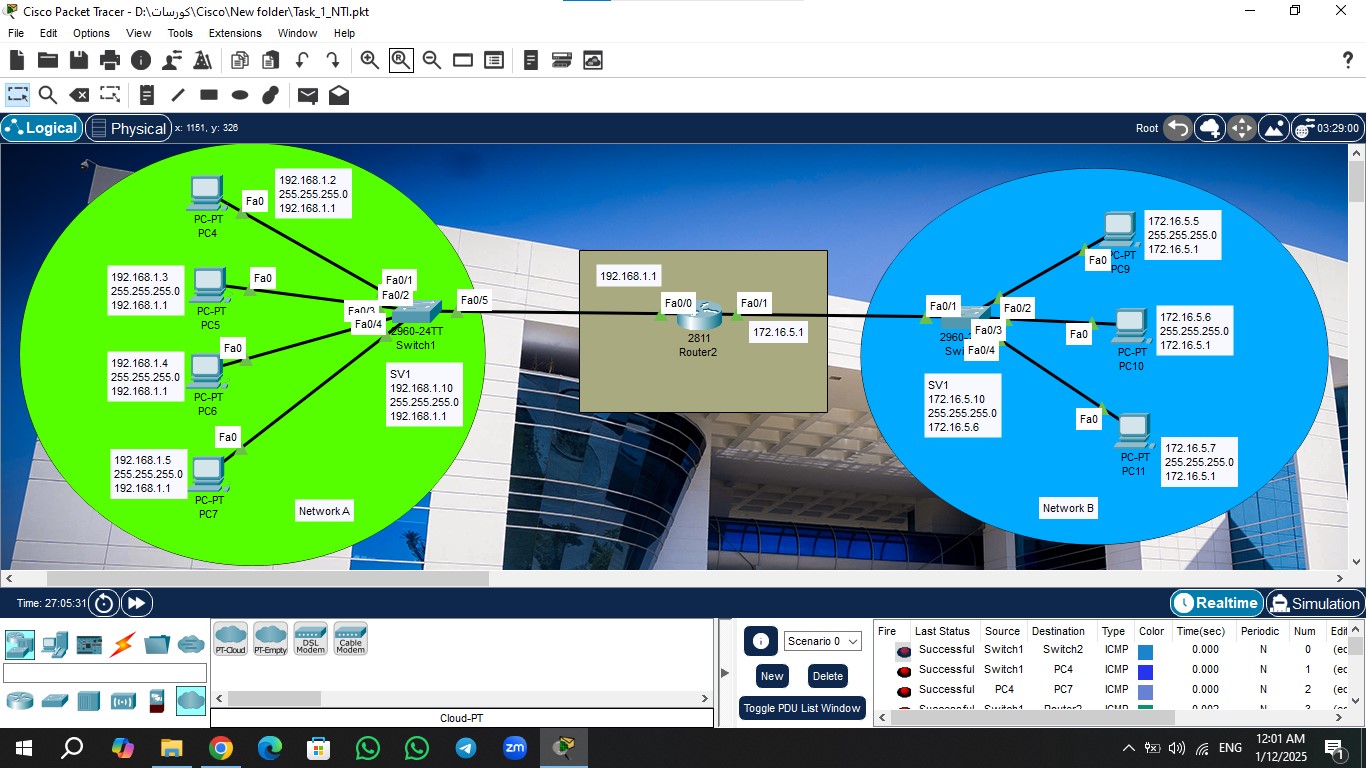 Cisco Packet Tracer - D:\كورسات\Cisco\New folder\Task_1_NTI.pkt
File Edit Options View Tools Extensions Window Help
Logical Physical x: 1151, y: 326 Root 03:29:00
192.168.1.2
255.255.255.0
192.168.1.1
Fa0
PC-PT
PC4
192.168.1.3
255.255.255.0
192.168.1.1
Fa0
PC-PT
PC5
192.168.1.4
255.255.255.0
192.168.1.1
Fa0
PC-PT
PC6
192.168.1.5
255.255.255.0
192.168.1.1
Fa0
PC-PT
PC7
Fa0/1
Fa0/2
Fa0/3
Fa0/4
Fa0/5
2960-24TT
Switch1
SV1
192.168.1.10
255.255.255.0
192.168.1.1
Network A
192.168.1.1
Fa0/0
Fa0/1
172.16.5.1
2811
Router2
Fa0/1
Fa0/2
Fa0/3
Fa0/4
SV1
172.16.5.10
255.255.255.0
172.16.5.6
172.16.5.5
255.255.255.0
172.16.5.1
Fa0
PC-PT
PC9
172.16.5.6
255.255.255.0
172.16.5.1
Fa0
PC-PT
PC10
172.16.5.7
255.255.255.0
172.16.5.1
Fa0
PC-PT
PC11
Network B
Time: 27:05:31
Realtime Simulation
PT-Cloud PT-Empty DSL Modem Cable Modem
Cloud-PT
Scenario 0
New Delete
Toggle PDU List Window
Fire Last Status Source Destination Type Color Time(sec) Periodic Num
Successful Switch1 Switch2 ICMP 0.000 N 0
Successful Switch1 PC4 ICMP 0.000 N 1
Successful PC4 PC7 ICMP 0.000 N 2
Successful Switch1 Router2
ENG
12:01 AM
1/12/2025
1